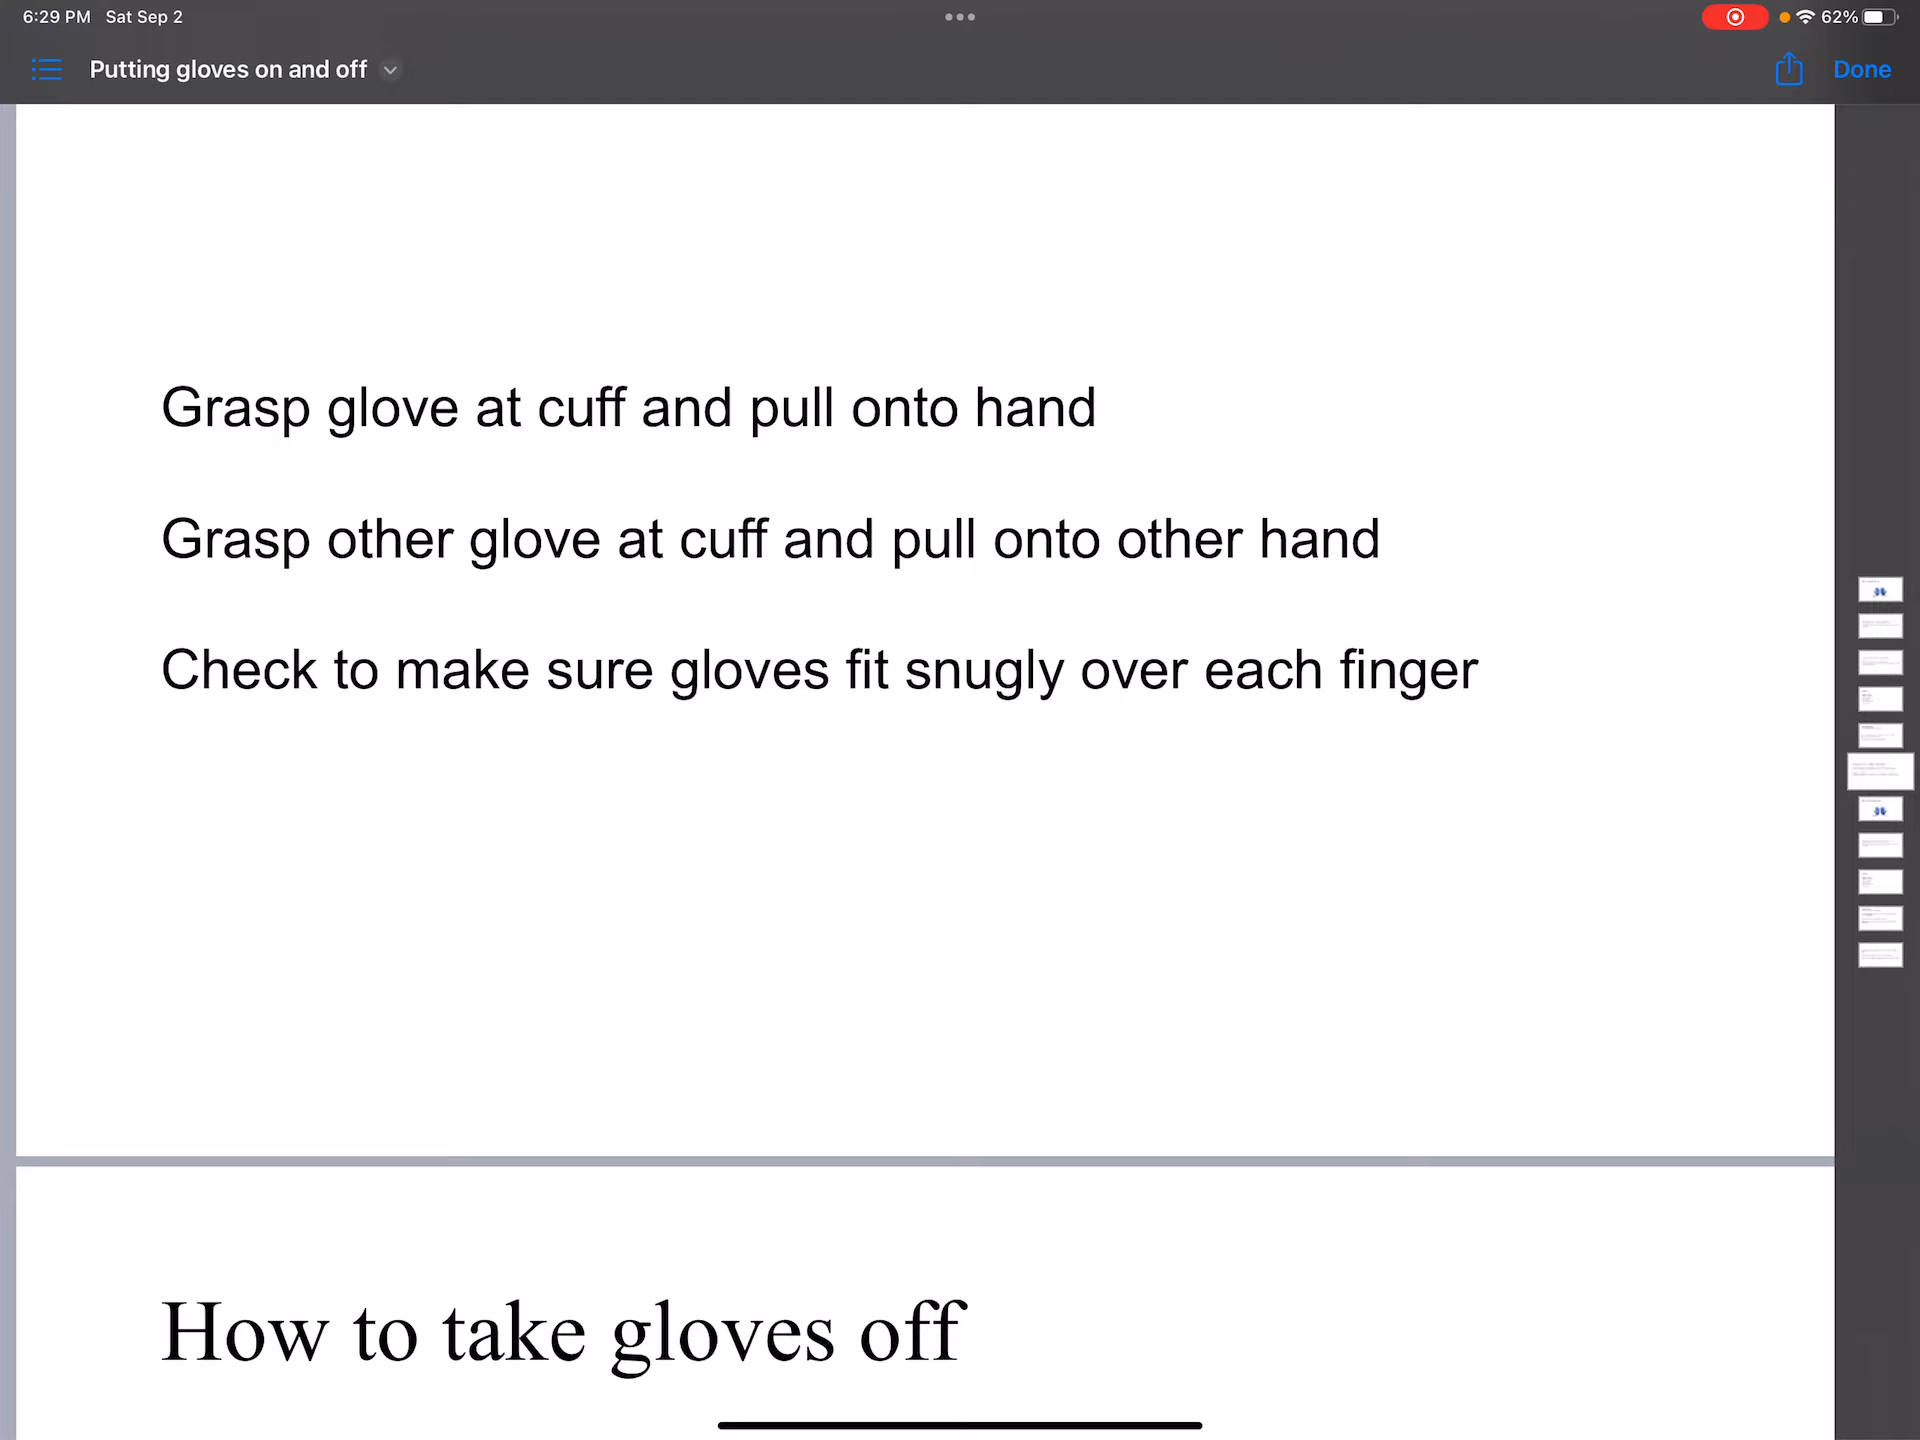 6:29 PM Sat Sep 2
62%
Putting gloves on and off
Done
Grasp glove at cuff and pull onto hand
Grasp other glove at cuff and pull onto other hand
Check to make sure gloves fit snugly over each finger
How to take gloves off